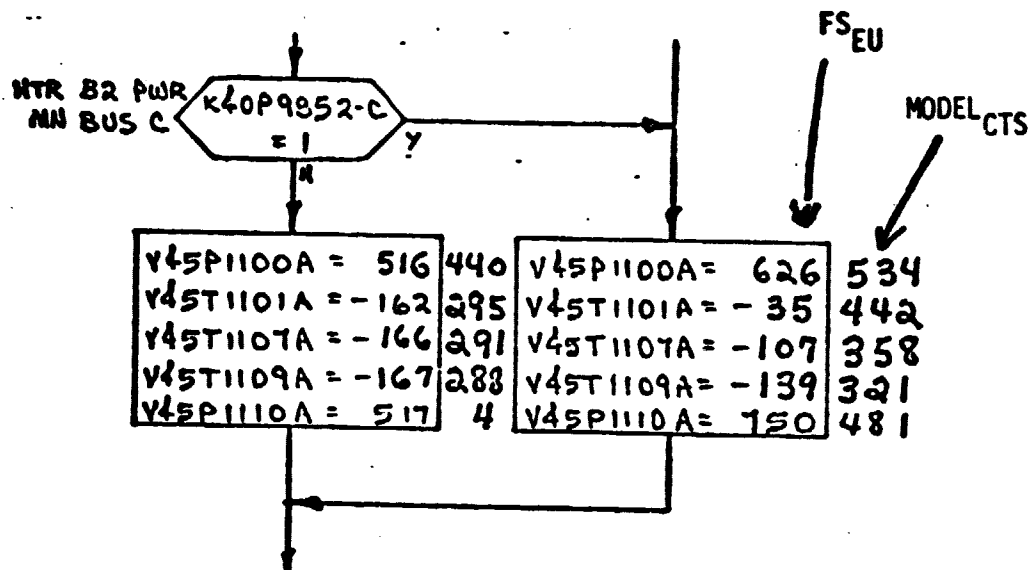 FS EU
MODEL CTS
HTR B2 PWR
MN BUS C
K40P9352-C
= 1
Y
N
V45P1100A = 516 440
V45T1101A = -162 295
V45T1107A = -166 291
V45T1109A = -167 288
V45P1110A = 517 4
V45P1100A = 626 534
V45T1101A = - 35 442
V45T1107A = -107 358
V45T1109A = -139 321
V45P1110A = 750 481